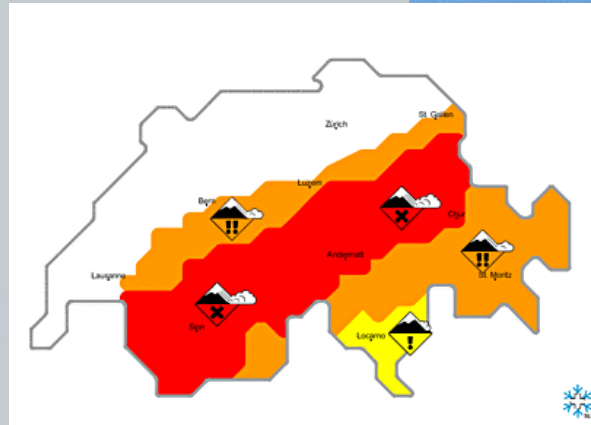 Zürich
St. Gallen
Luzern
Bern
Chur
Andermatt
Lausanne
St. Moritz
Sion
Locarno